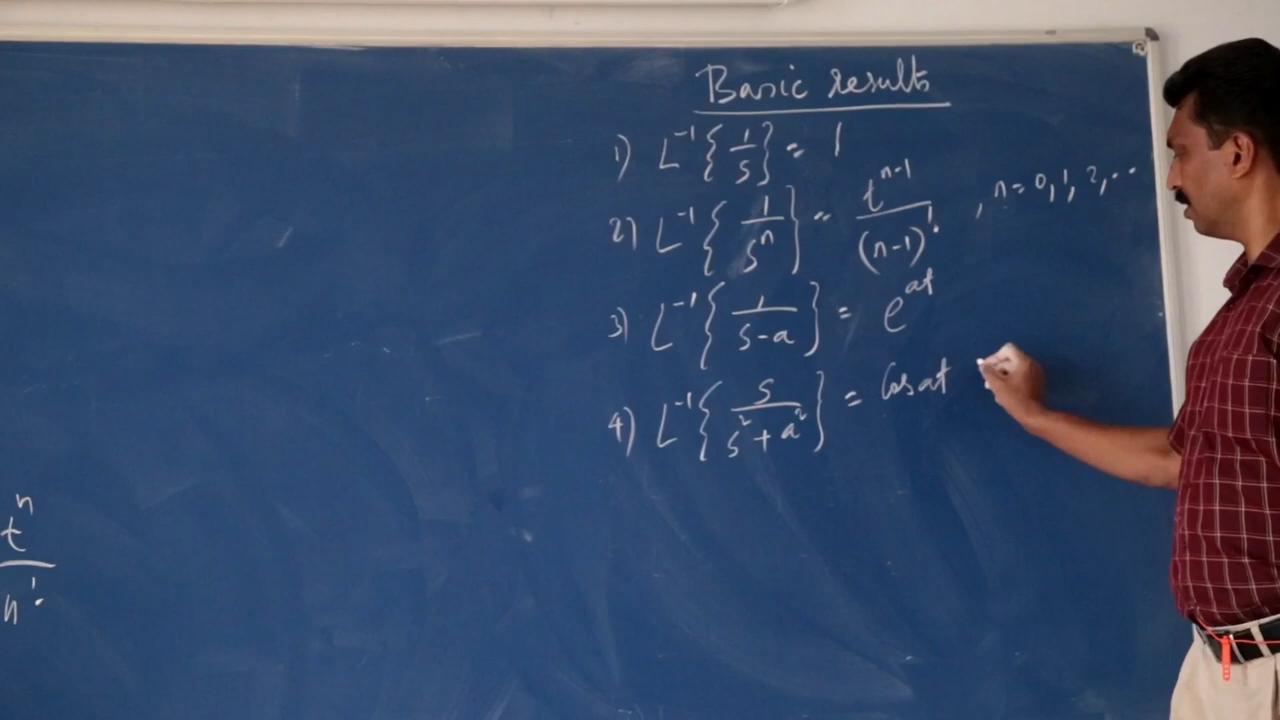 Basic results
1) L⁻¹{1/s} = 1
2) L⁻¹{1/sⁿ} = tⁿ⁻¹/(n-1)! , n = 0, 1, 2, ...
3) L⁻¹{1/(s-a)} = e^{at}
4) L⁻¹{s/(s²+a²)} = Cos at
tⁿ/n!